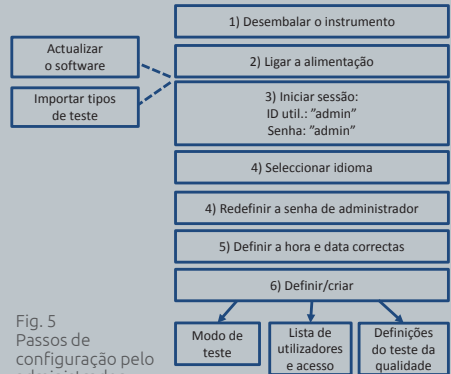 1) Desembalar o instrumento
Actualizar
o software
2) Ligar a alimentação
Importar tipos
de teste
3) Iniciar sessão:
ID util.: "admin"
Senha: "admin"
4) Seleccionar idioma
4) Redefinir a senha de administrador
5) Definir a hora e data correctas
6) Definir/criar
Fig. 5
Passos de
configuração pelo
administrador
Modo de
teste
Lista de
utilizadores
e acesso
Definições
do teste da
qualidade